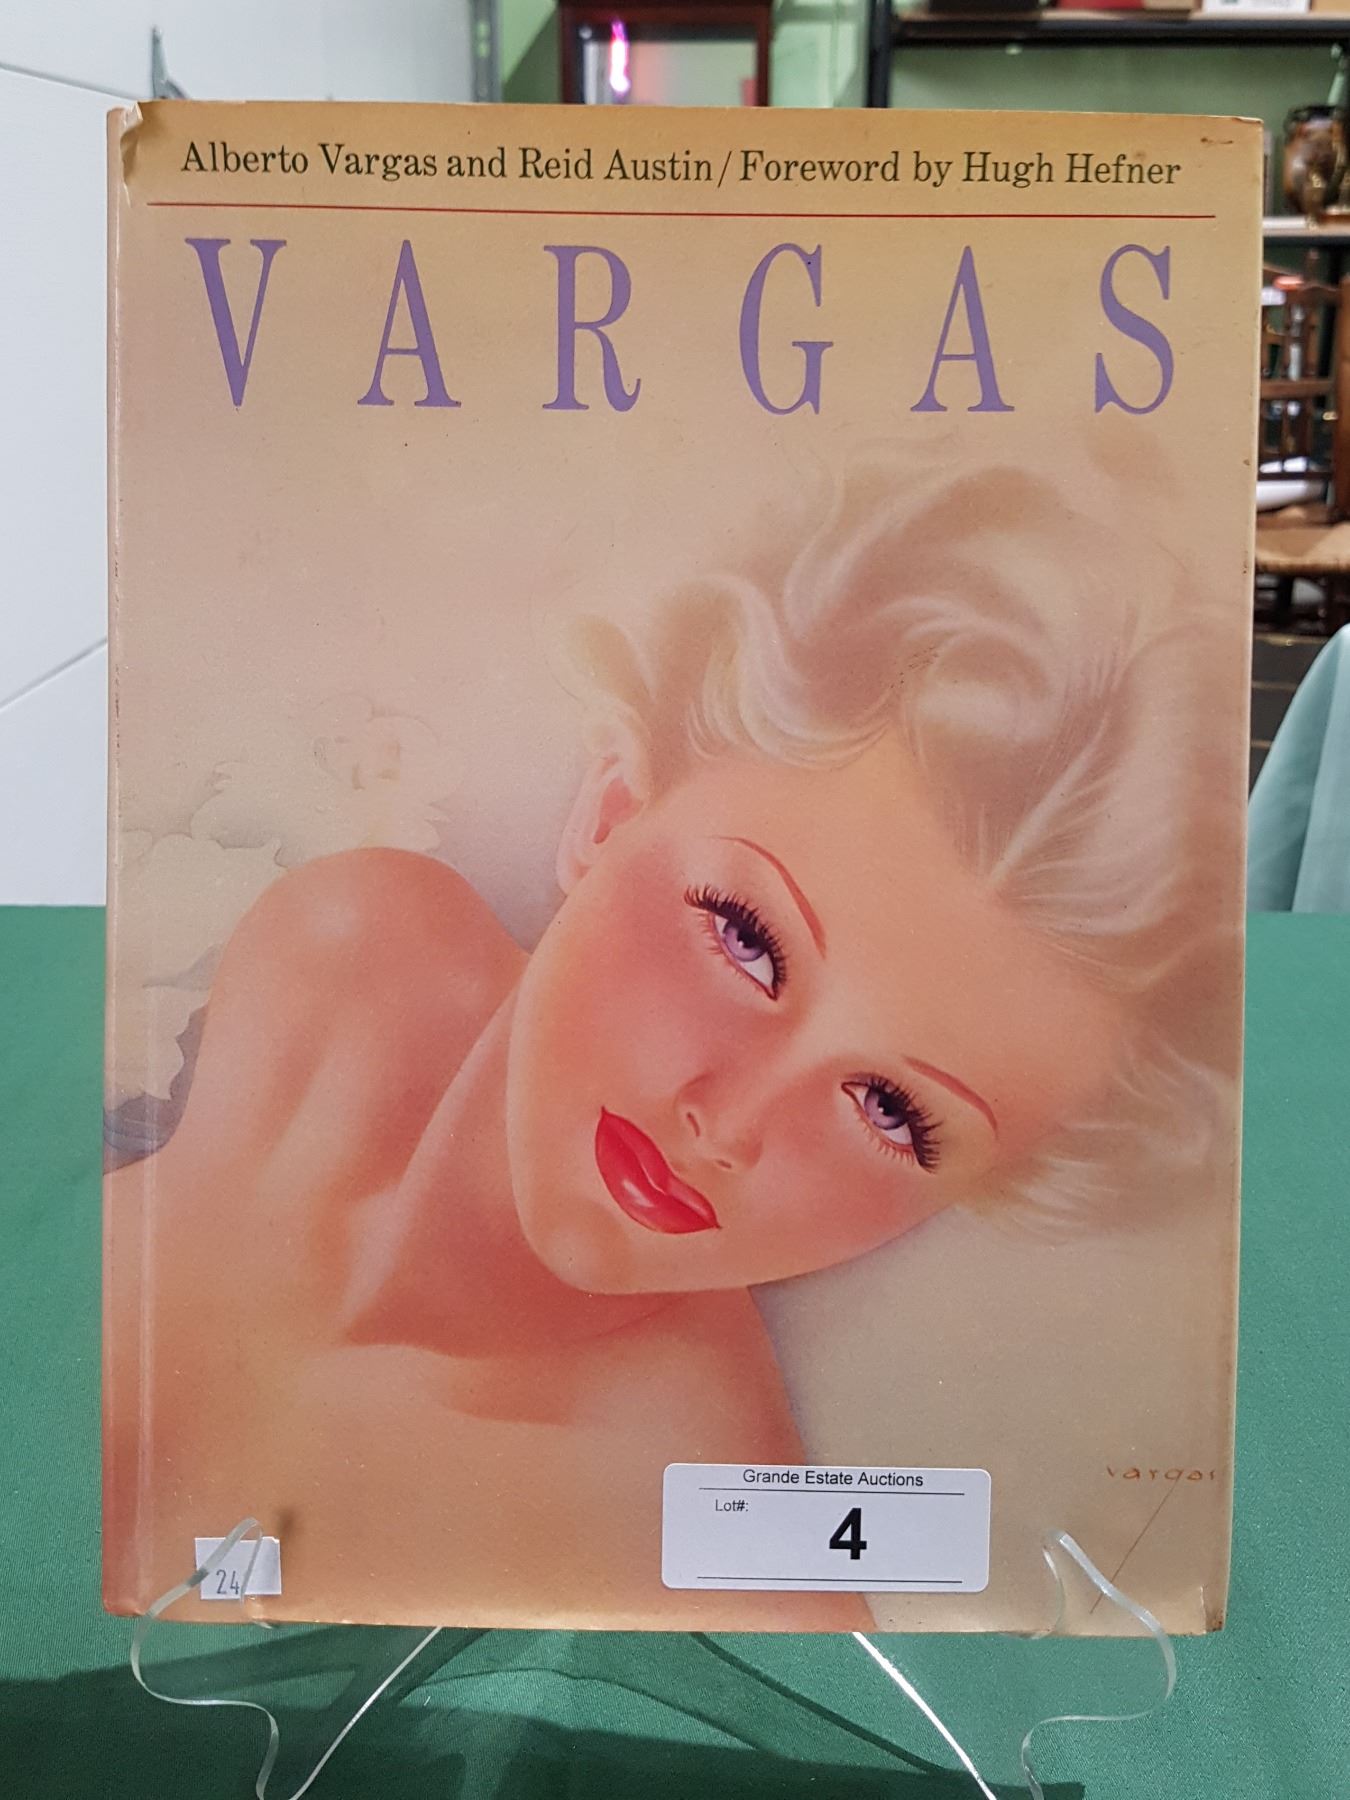 Alberto Vargas and Reid Austin/Foreword by Hugh Hefner
VARGAS
vargas
Grande Estate Auctions
Lot#:
4
24